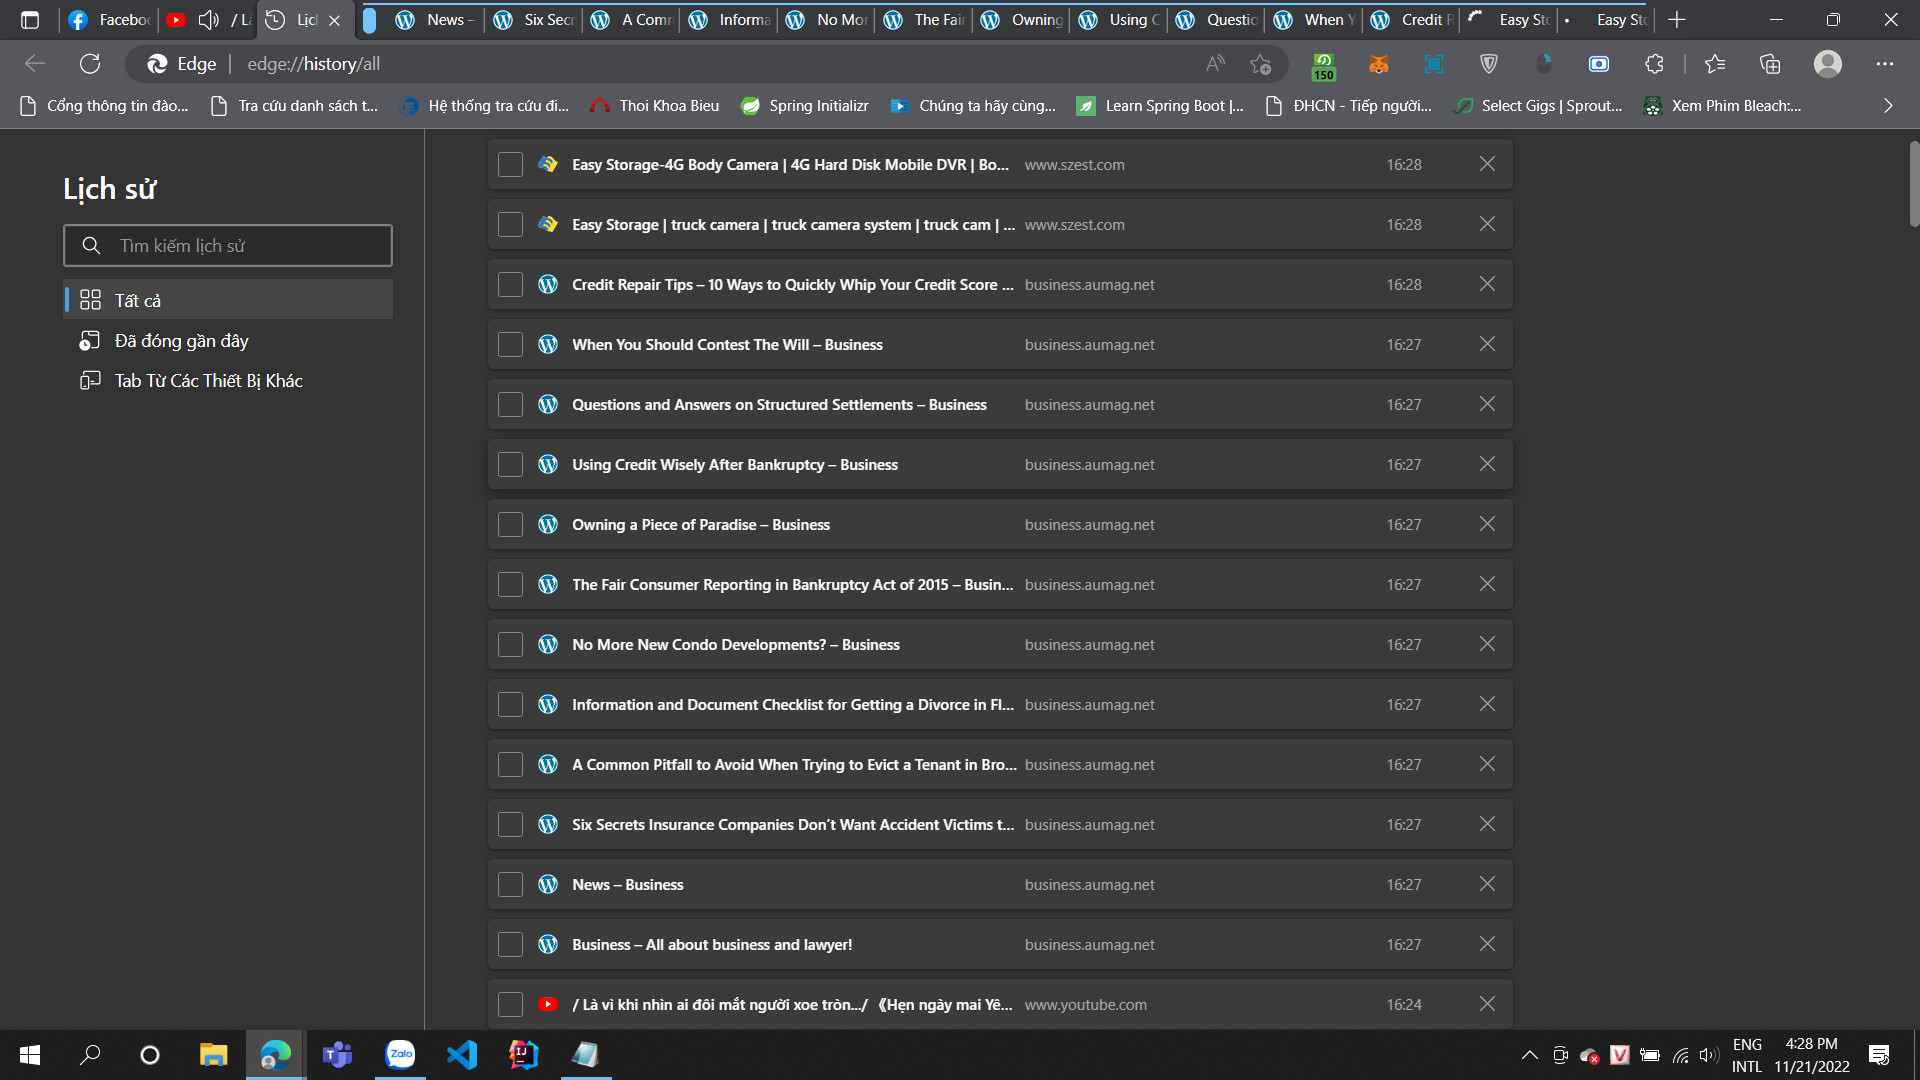 Facebo
/ Là
Lịc
News –
Six Secr
A Comm
Informa
No Mor
The Fair
Owning
Using C
Questio
When Y
Credit R
Easy Sto
Easy Sto
Edge
edge://history/all
150
Cổng thông tin đào...
Tra cứu danh sách t...
Hệ thống tra cứu đi...
Thoi Khoa Bieu
Spring Initializr
Chúng ta hãy cùng...
Learn Spring Boot |...
ĐHCN - Tiếp người...
Select Gigs | Sprout...
Xem Phim Bleach:...
Lịch sử
Tìm kiếm lịch sử
Tất cả
Đã đóng gần đây
Tab Từ Các Thiết Bị Khác
Easy Storage-4G Body Camera | 4G Hard Disk Mobile DVR | Bo... www.szest.com 16:28
Easy Storage | truck camera | truck camera system | truck cam | ... www.szest.com 16:28
Credit Repair Tips – 10 Ways to Quickly Whip Your Credit Score ... business.aumag.net 16:28
When You Should Contest The Will – Business business.aumag.net 16:27
Questions and Answers on Structured Settlements – Business business.aumag.net 16:27
Using Credit Wisely After Bankruptcy – Business business.aumag.net 16:27
Owning a Piece of Paradise – Business business.aumag.net 16:27
The Fair Consumer Reporting in Bankruptcy Act of 2015 – Busin... business.aumag.net 16:27
No More New Condo Developments? – Business business.aumag.net 16:27
Information and Document Checklist for Getting a Divorce in Fl... business.aumag.net 16:27
A Common Pitfall to Avoid When Trying to Evict a Tenant in Bro... business.aumag.net 16:27
Six Secrets Insurance Companies Don't Want Accident Victims t... business.aumag.net 16:27
News – Business business.aumag.net 16:27
Business – All about business and lawyer! business.aumag.net 16:27
/ Là vì khi nhìn ai đôi mắt người xoe tròn.../ 《Hẹn ngày mai Yê... www.youtube.com 16:24
Zalo
ENG
INTL
4:28 PM
11/21/2022